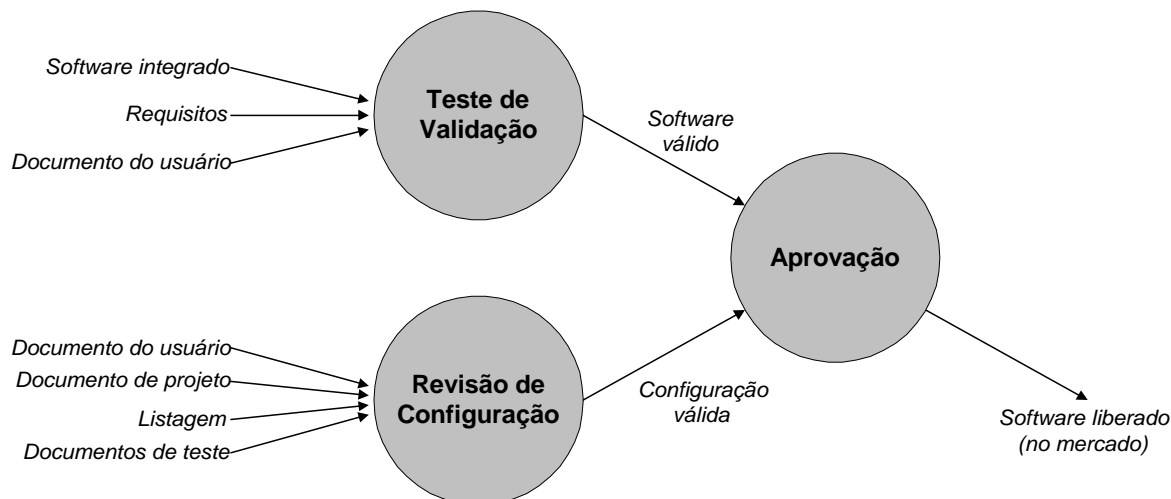 Software integrado
Requisitos
Documento do usuário
Teste de
Validação
Software
válido
Aprovação
Documento do usuário
Documento de projeto
Listagem
Documentos de teste
Revisão de
Configuração
Configuração
válida
Software liberado
(no mercado)